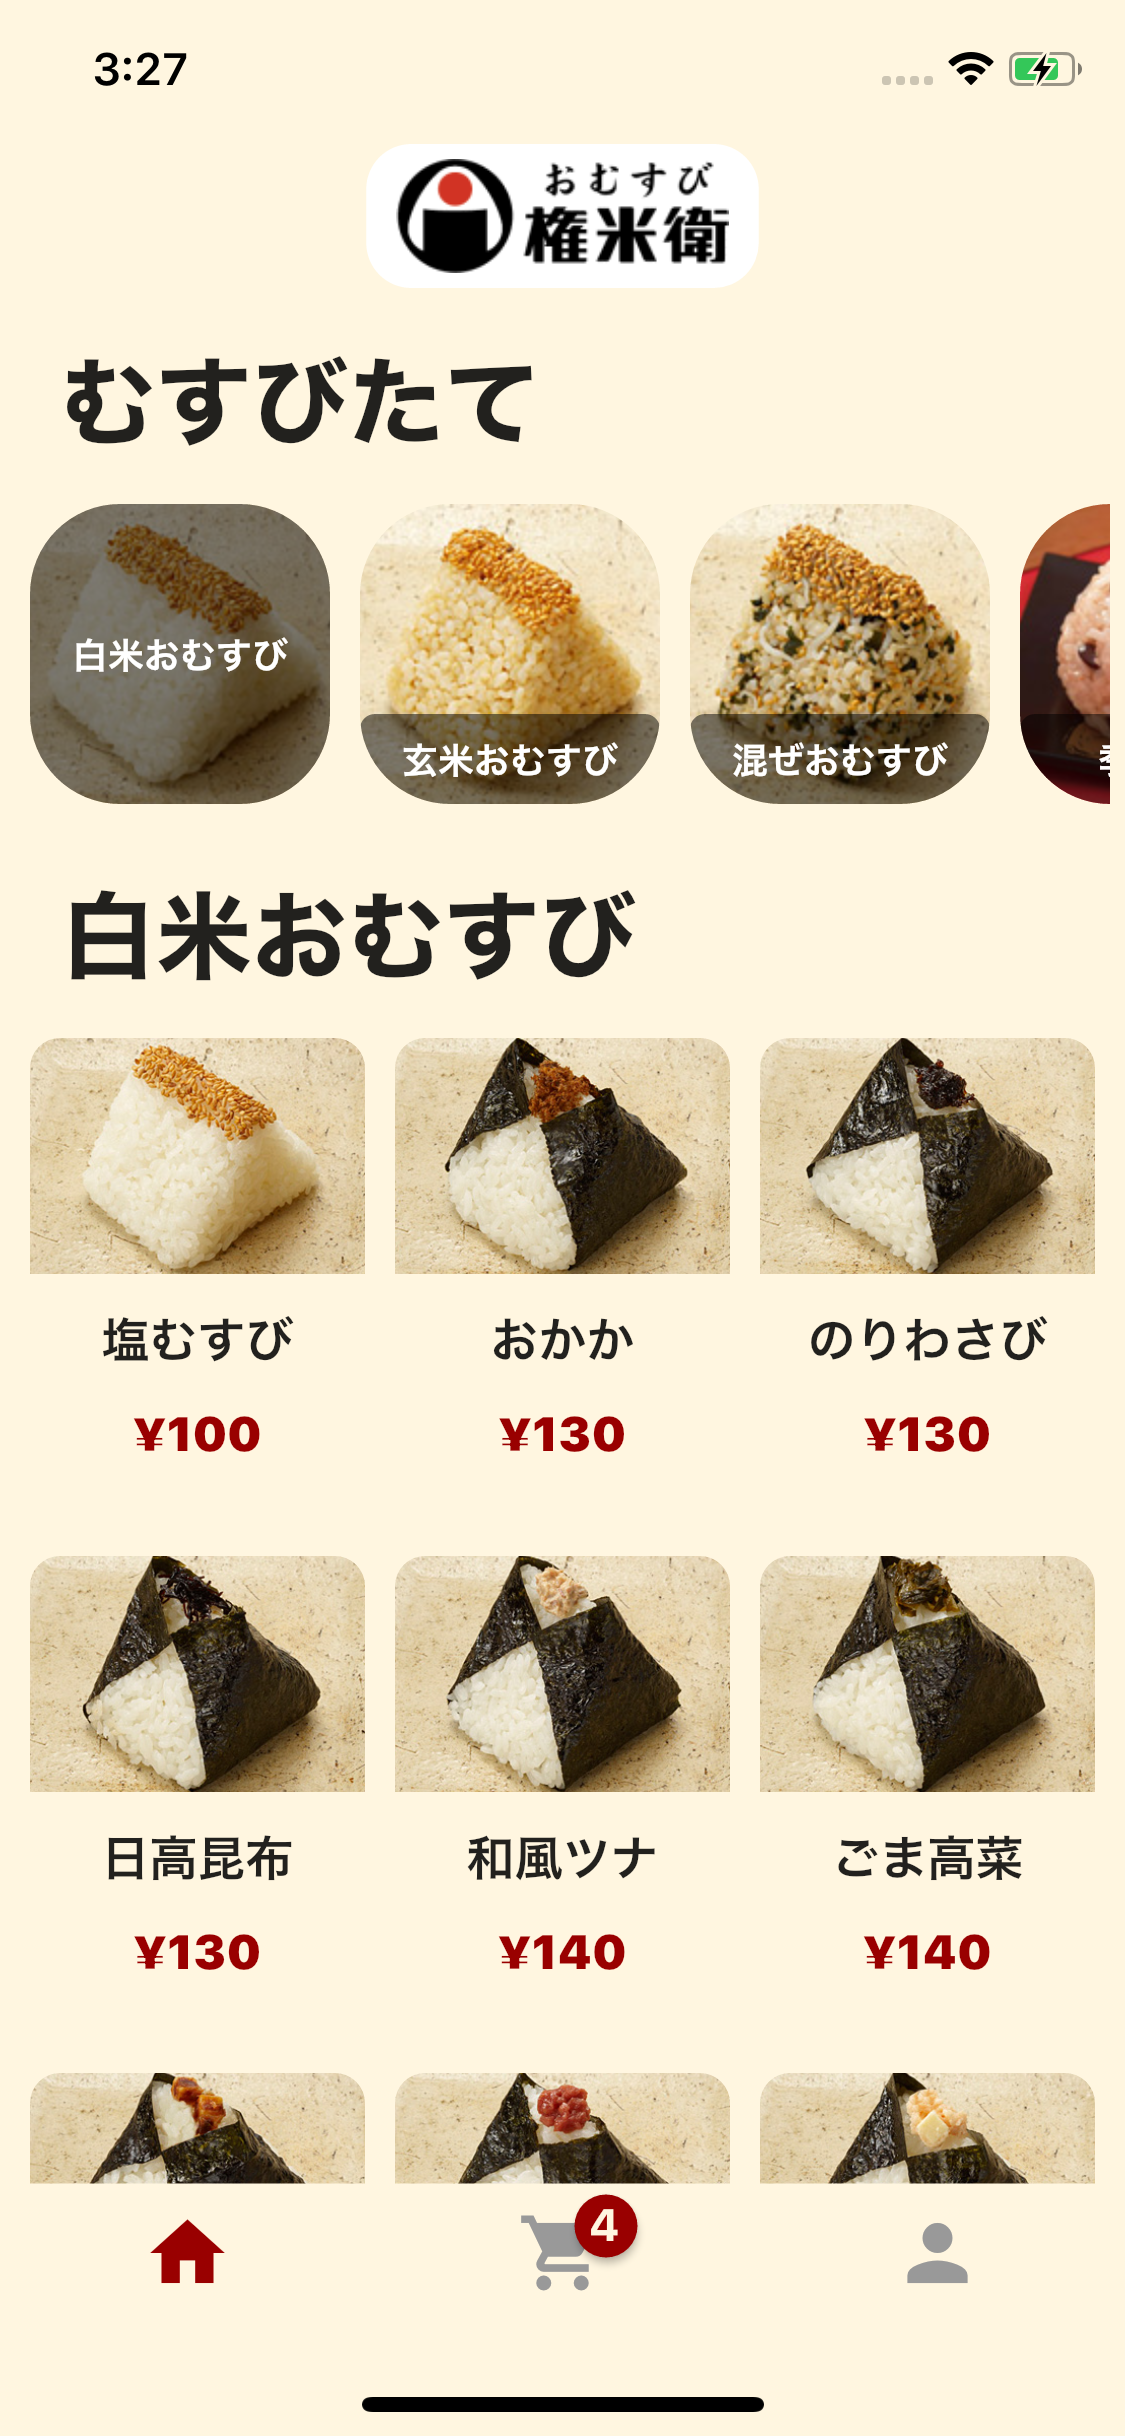 3:27
おむすび
権米衛
むすびたて
白米おむすび
玄米おむすび
混ぜおむすび
白米おむすび
塩むすび
おかか
のりわさび
¥100
¥130
¥130
日高昆布
和風ツナ
ごま高菜
¥130
¥140
¥140
4